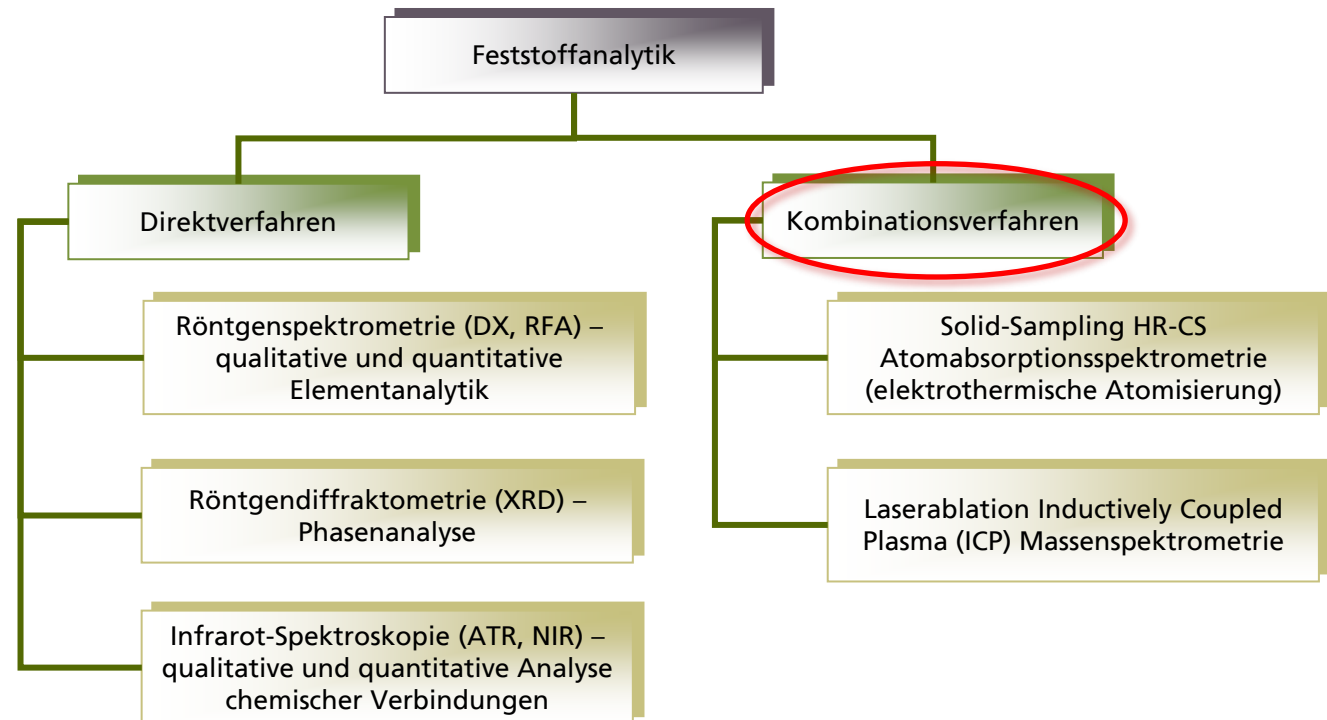 Feststoffanalytik
Direktverfahren
Röntgenspektrometrie (DX, RFA) –
qualitative und quantitative
Elementanalytik
Röntgendiffraktometrie (XRD) –
Phasenanalyse
Infrarot-Spektroskopie (ATR, NIR) –
qualitative und quantitative Analyse
chemischer Verbindungen
Kombinationsverfahren
Solid-Sampling HR-CS
Atomabsorptionsspektrometrie
(elektrothermische Atomisierung)
Laserablation Inductively Coupled
Plasma (ICP) Massenspektrometrie